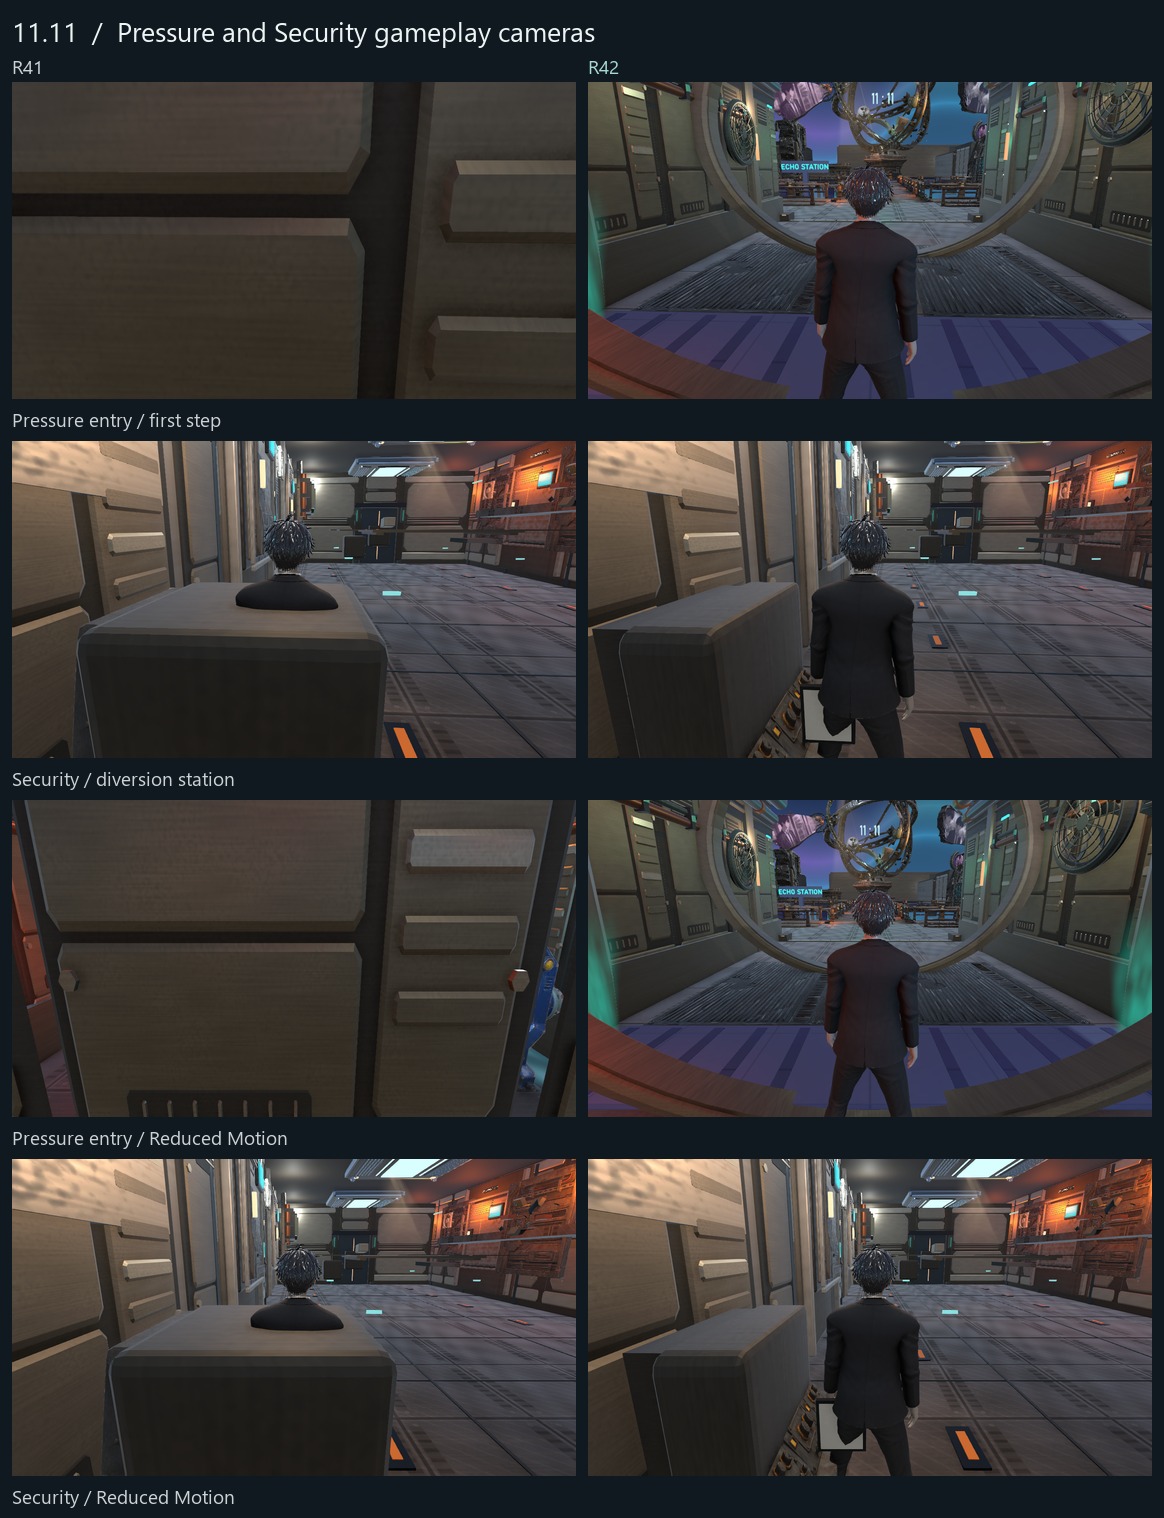 11.11 / Pressure and Security gameplay cameras
R41
R42
11:11
ECHO STATION
Pressure entry / first step
Security / diversion station
11:11
ECHO STATION
Pressure entry / Reduced Motion
Security / Reduced Motion